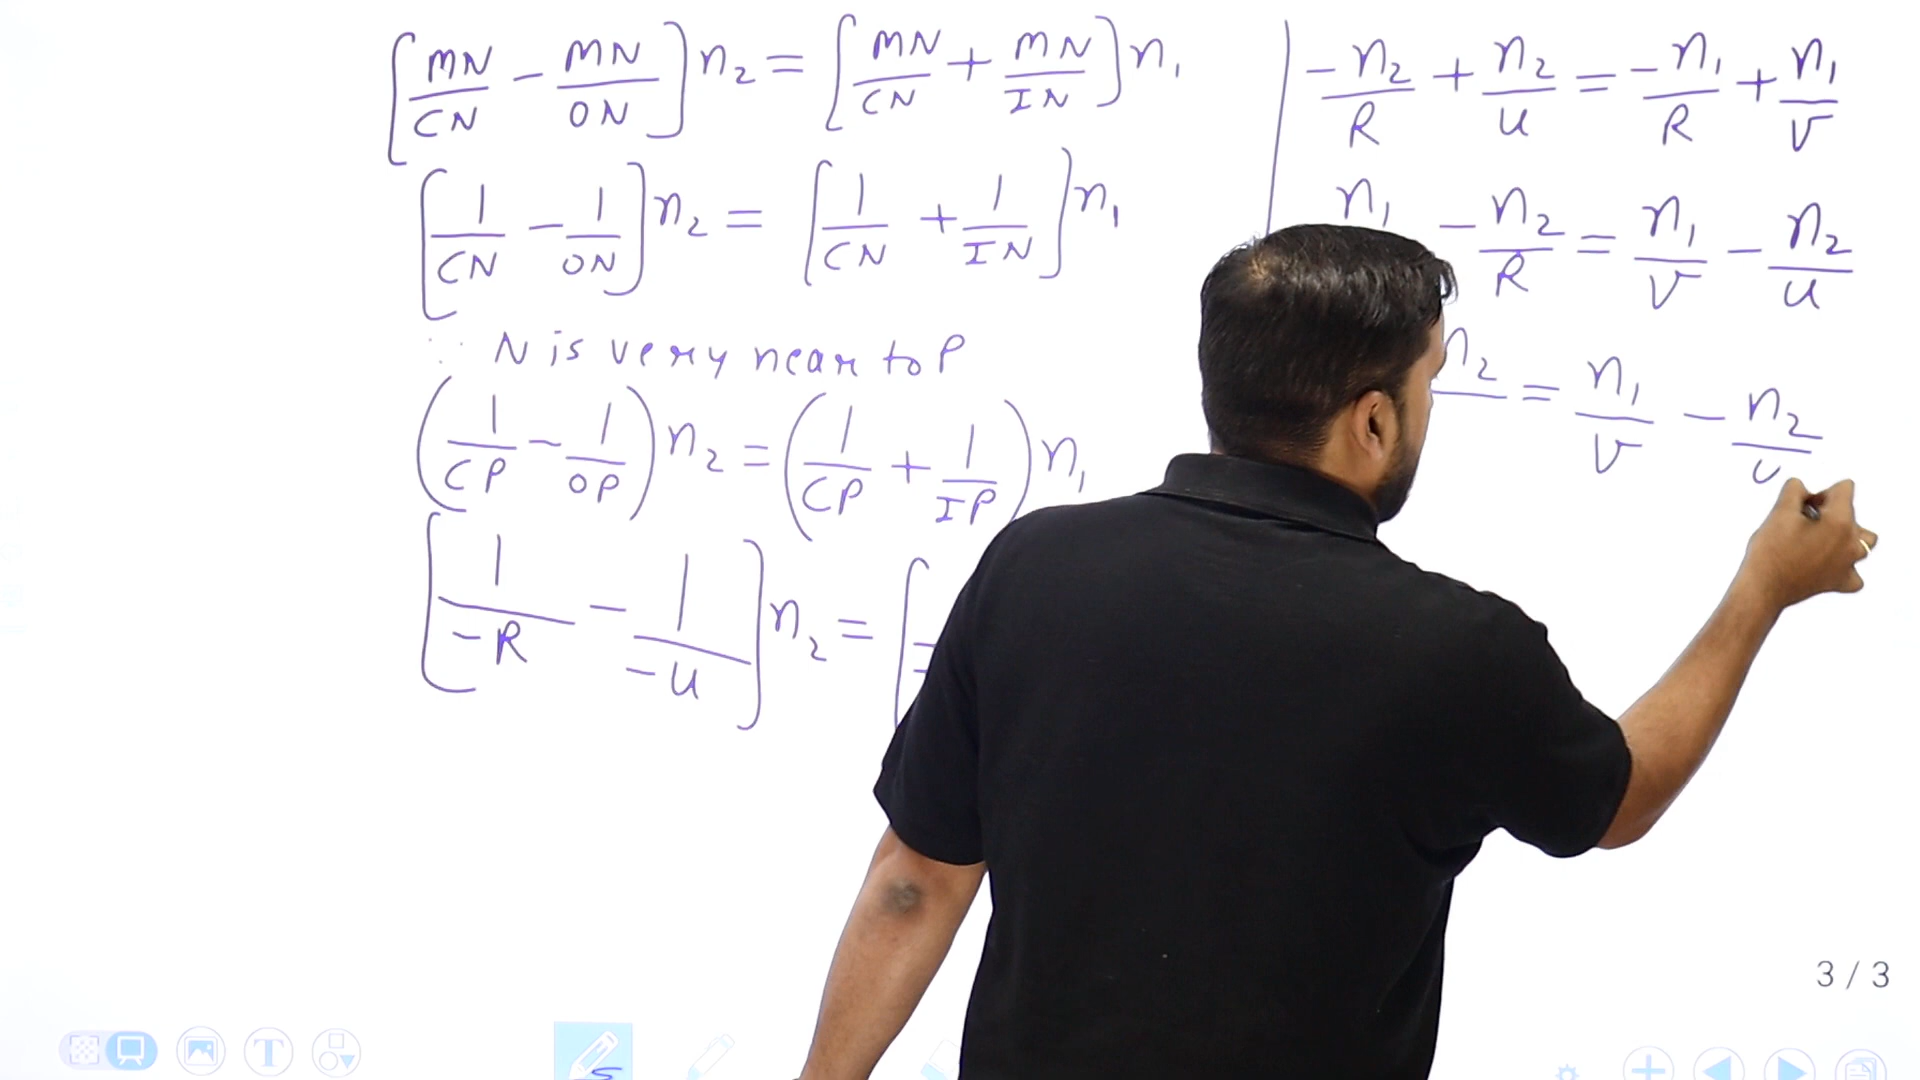 [MN/CN - MN/ON] n₂ = [MN/CN + MN/IN] n₁
[1/CN - 1/ON] n₂ = [1/CN + 1/IN] n₁
∵ N is very near to P
(1/CP - 1/OP) n₂ = (1/CP + 1/IP) n₁
[1/-R - 1/-u] n₂ = [
-n₂/R + n₂/u = -n₁/R + n₁/v
n₁ - n₂/R = n₁/v - n₂/u
n₂ = n₁/v - n₂/u
3 / 3
T